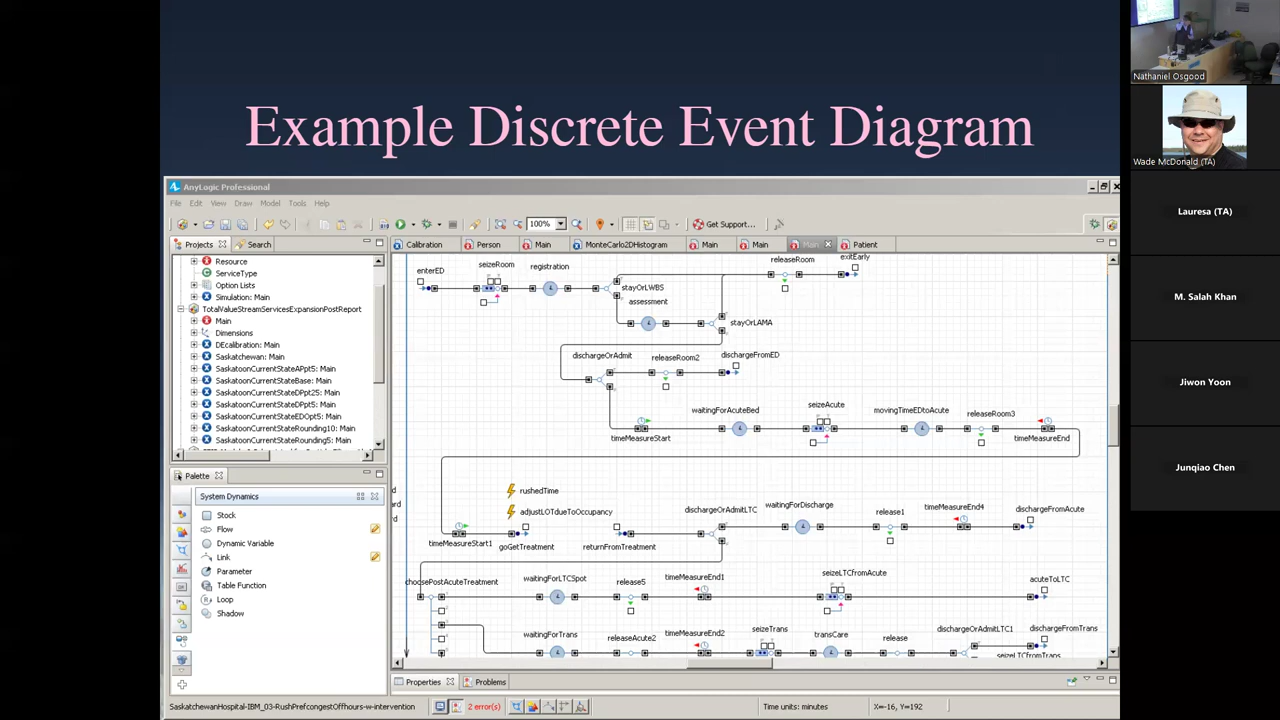 Example Discrete Event Diagram
AnyLogic Professional
File Edit View Draw Model Tools Help
100% Get Support...
Projects Search
Calibration Person Main MonteCarlo2DHistogram Main Main Main Patient
Resource
ServiceType
Option Lists
Simulation: Main
TotalValueStreamServicesExpansionPostReport
Main
Dimensions
DEcalibration: Main
Saskatchewan: Main
SaskatoonCurrentStateAPpt5: Main
SaskatoonCurrentStateBase: Main
SaskatoonCurrentStateDPpt25: Main
SaskatoonCurrentStateDPpt5: Main
SaskatoonCurrentStateEDOpt5: Main
SaskatoonCurrentStateRounding10: Main
SaskatoonCurrentStateRounding5: Main
Palette
System Dynamics
Stock
Flow
Dynamic Variable
Link
Parameter
Table Function
Loop
Shadow
enterED seizeRoom registration releaseRoom exitEarly
stayOrLWBS
assessment
stayOrLAMA
dischargeOrAdmit releaseRoom2 dischargeFromED
waitingForAcuteBed seizeAcute movingTimeEDtoAcute releaseRoom3
timeMeasureStart timeMeasureEnd
rushedTime
adjustLOTdueToOccupancy dischargeOrAdmitLTC waitingForDischarge release1 timeMeasureEnd4 dischargeFromAcute
timeMeasureStart1 goGetTreatment returnFromTreatment
choosePostAcuteTreatment waitingForLTCSpot release5 timeMeasureEnd1 seizeLTCfromAcute acuteToLTC
waitingForTrans releaseAcute2 timeMeasureEnd2 seizeTrans transCare release dischargeOrAdmitLTC1 dischargeFromTrans
seizeLTCfromTrans
Properties Problems
SaskatchewanHospital-IBM_03-RushPrefcongestOffhours-w-intervention 2 error(s) Time units: minutes X=-16, Y=192
Nathaniel Osgood
Wade McDonald (TA)
Lauresa (TA)
M. Salah Khan
Jiwon Yoon
Junqiao Chen